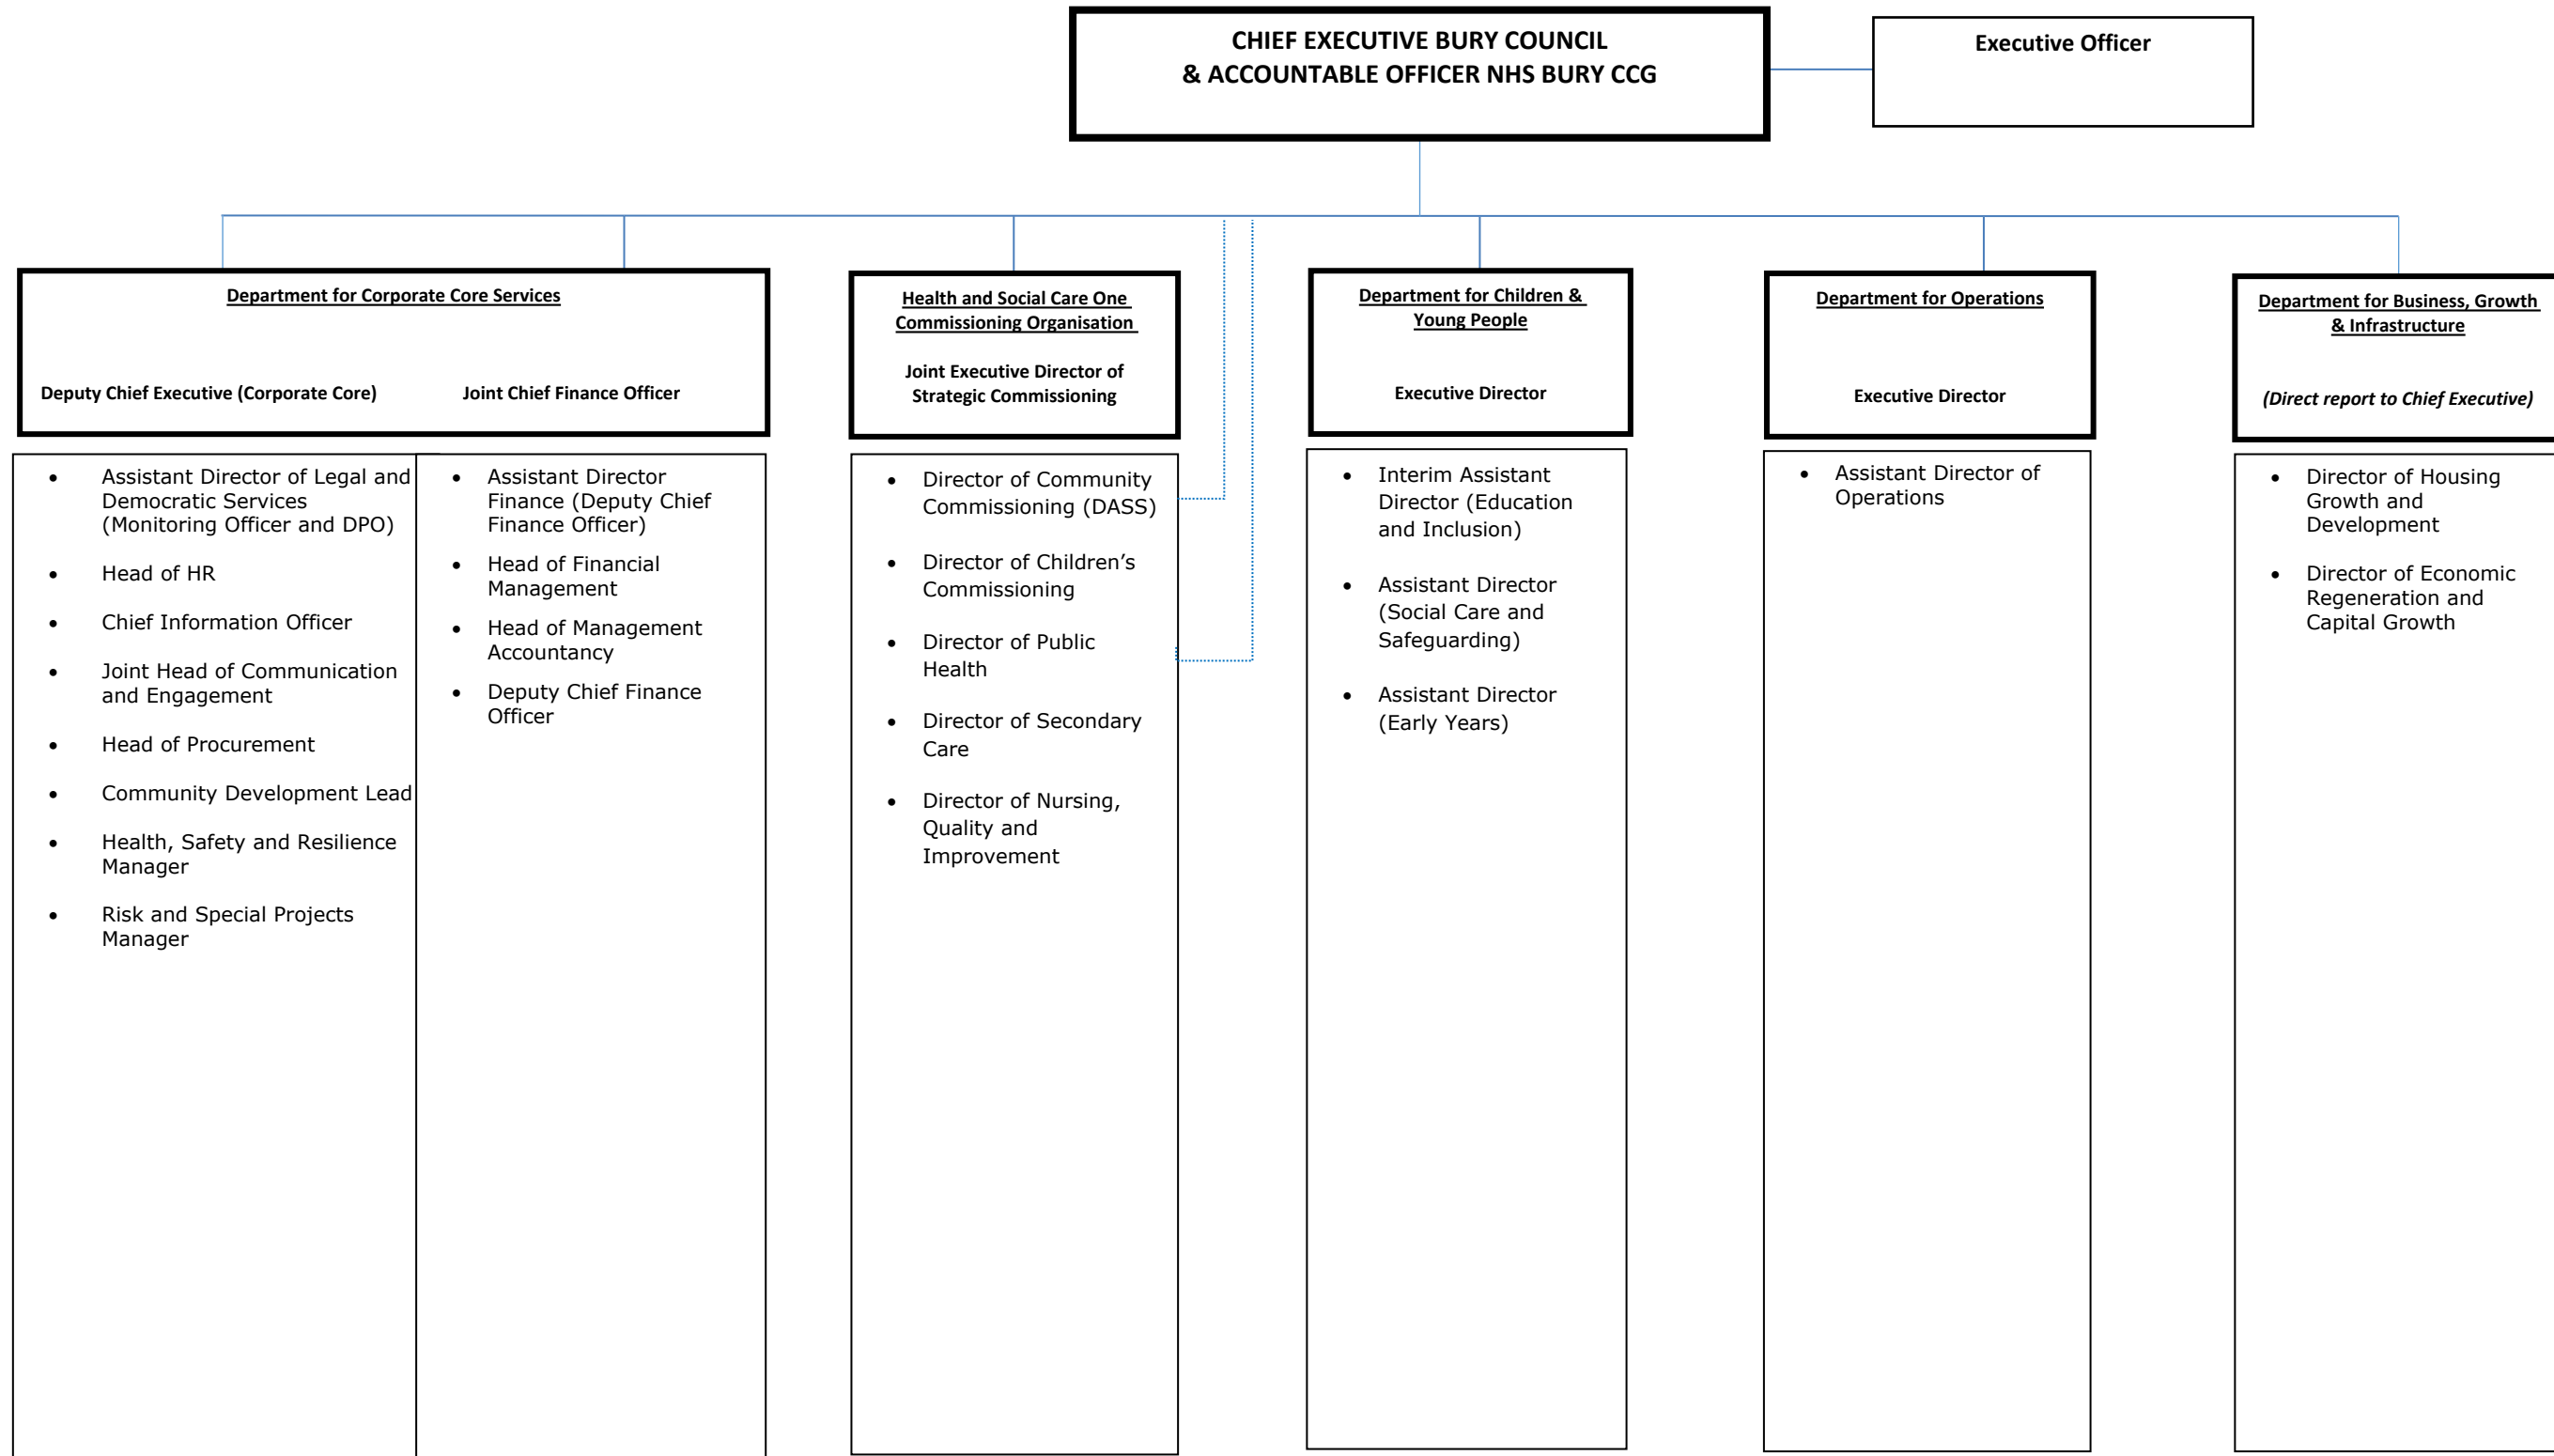 CHIEF EXECUTIVE BURY COUNCIL
& ACCOUNTABLE OFFICER NHS BURY CCG
Executive Officer
Department for Corporate Core Services
Deputy Chief Executive (Corporate Core)
Joint Chief Finance Officer
Health and Social Care One
Commissioning Organisation
Joint Executive Director of
Strategic Commissioning
Department for Children &
Young People
Executive Director
Department for Operations
Executive Director
Department for Business, Growth
& Infrastructure
(Direct report to Chief Executive)
• Assistant Director of Legal and
Democratic Services
(Monitoring Officer and DPO)
• Head of HR
• Chief Information Officer
• Joint Head of Communication
and Engagement
• Head of Procurement
• Community Development Lead
• Health, Safety and Resilience
Manager
• Risk and Special Projects
Manager
• Assistant Director
Finance (Deputy Chief
Finance Officer)
• Head of Financial
Management
• Head of Management
Accountancy
• Deputy Chief Finance
Officer
• Director of Community
Commissioning (DASS)
• Director of Children’s
Commissioning
• Director of Public
Health
• Director of Secondary
Care
• Director of Nursing,
Quality and
Improvement
• Interim Assistant
Director (Education
and Inclusion)
• Assistant Director
(Social Care and
Safeguarding)
• Assistant Director
(Early Years)
• Assistant Director of
Operations
• Director of Housing
Growth and
Development
• Director of Economic
Regeneration and
Capital Growth